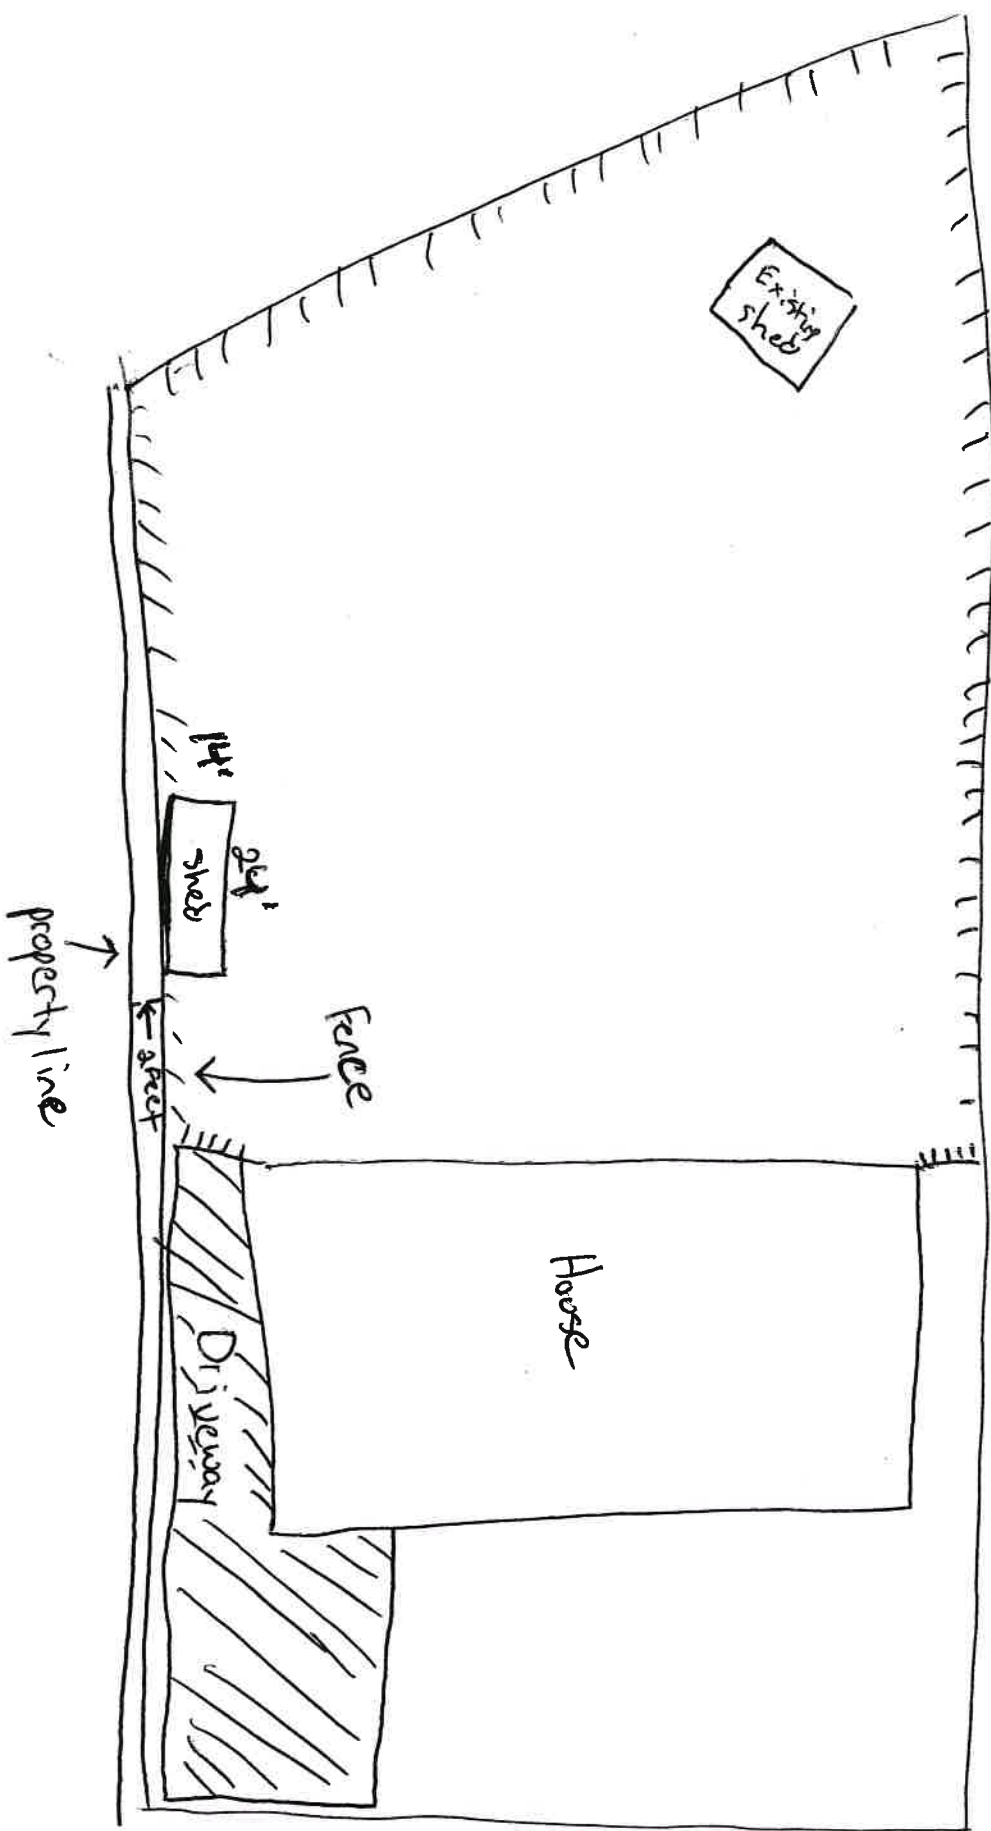 Existing
shed
14'
24'
shed
Fence
property line
2 feet
House
Driveway